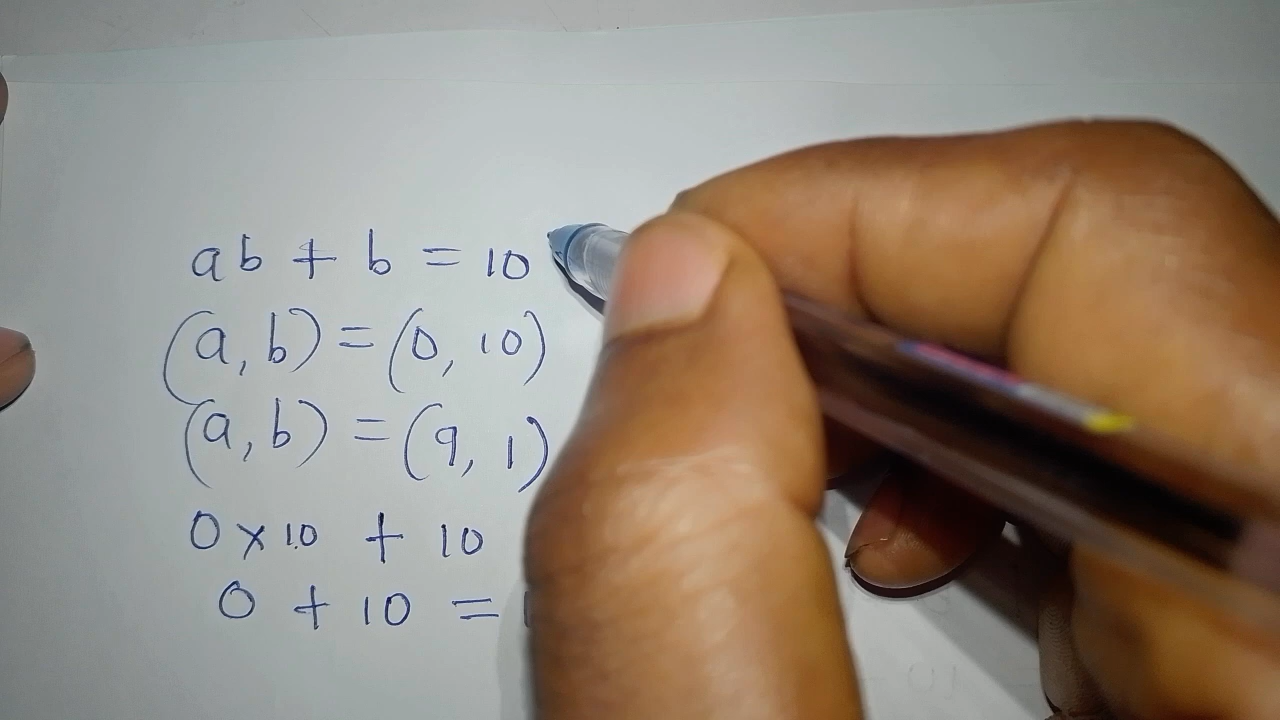 ab + b = 10
(a, b) = (0, 10)
(a, b) = (9, 1)
0 × 10 + 10
0 + 10 =